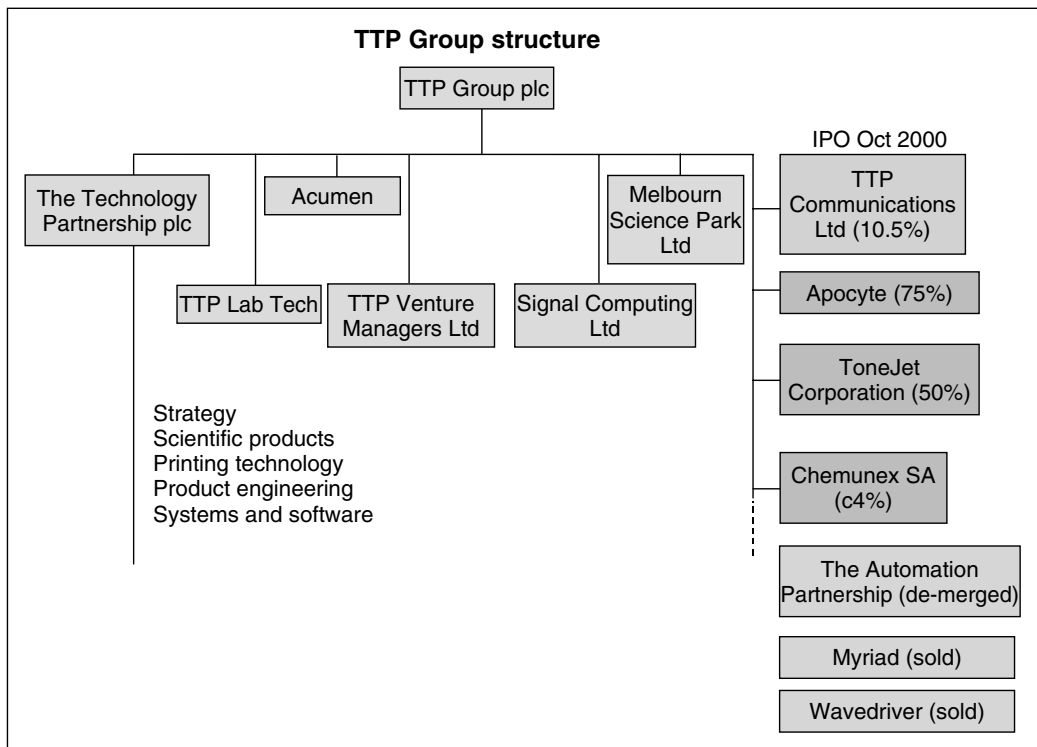 TTP Group structure
TTP Group plc
IPO Oct 2000
The Technology
Partnership plc
Acumen
Melbourn
Science Park
Ltd
TTP Lab Tech
TTP Venture
Managers Ltd
Signal Computing
Ltd
Strategy
Scientific products
Printing technology
Product engineering
Systems and software
TTP
Communications
Ltd (10.5%)
Apocyte (75%)
ToneJet
Corporation (50%)
Chemunex SA
(c4%)
The Automation
Partnership (de-merged)
Myriad (sold)
Wavedriver (sold)